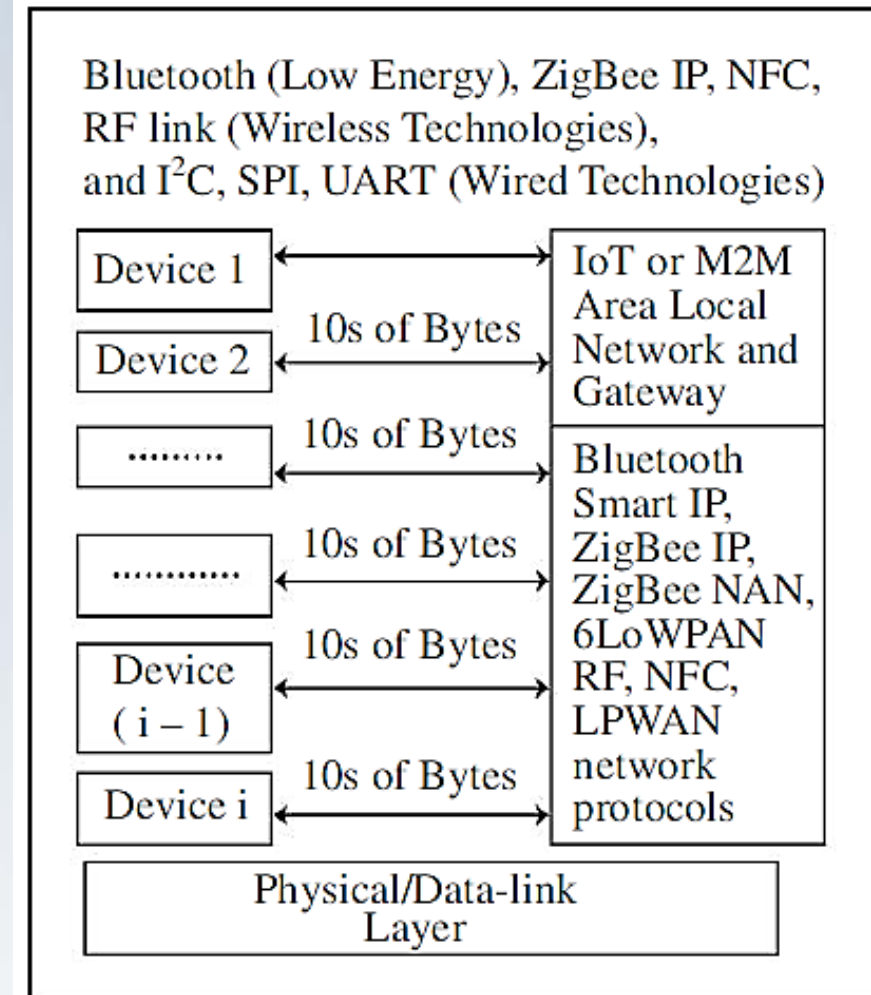 Bluetooth (Low Energy), ZigBee IP, NFC,
RF link (Wireless Technologies),
and I²C, SPI, UART (Wired Technologies)
Device 1
IoT or M2M
Area Local
Network and
Gateway
10s of Bytes
Device 2
10s of Bytes
.........
Bluetooth
Smart IP,
ZigBee IP,
ZigBee NAN,
6LoWPAN
RF, NFC,
LPWAN
network
protocols
10s of Bytes
............
10s of Bytes
Device
( i – 1)
10s of Bytes
Device i
Physical/Data-link
Layer